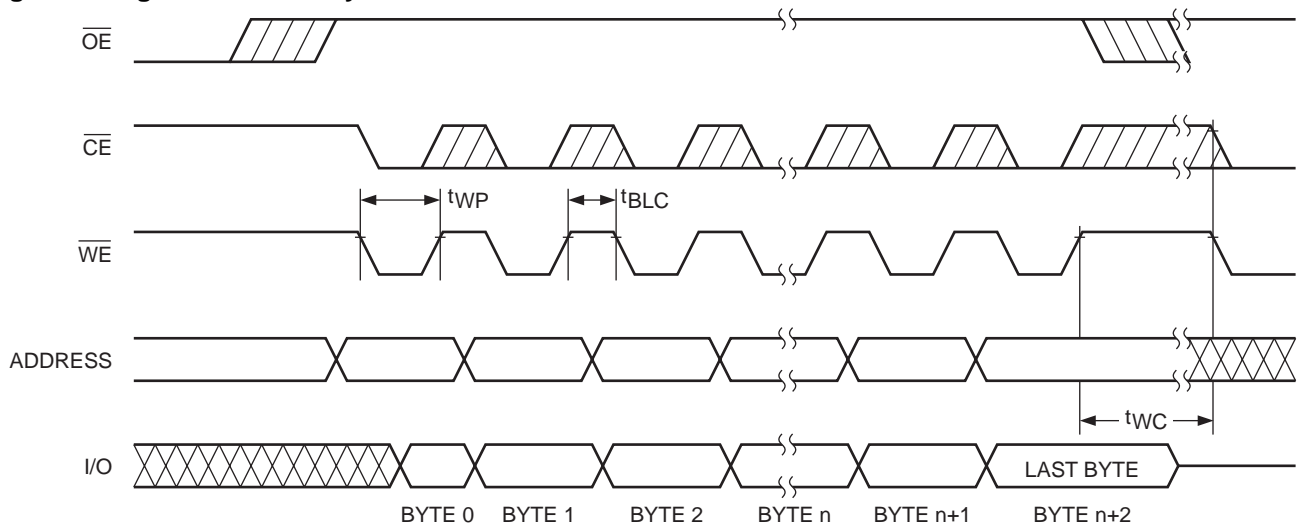 OE
CE
tWP
tBLC
WE
ADDRESS
tWC
I/O
LAST BYTE
BYTE 0 BYTE 1 BYTE 2 BYTE n BYTE n+1 BYTE n+2